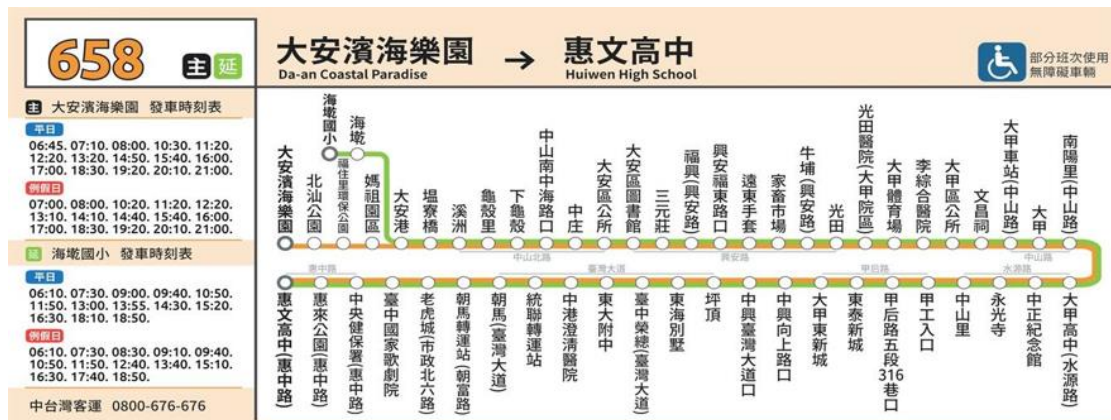 658 主 延
大安濱海樂園 → 惠文高中
Da-an Coastal Paradise Huiwen High School
部分班次使用
無障礙車輛
主 大安濱海樂園 發車時刻表
平日
06:45. 07:10. 08:00. 10:30. 11:20.
12:20. 13:20. 14:50. 15:40. 16:00.
17:00. 18:30. 19:20. 20:10. 21:00.
例假日
07:00. 08:00. 10:20. 11:20. 12:20.
13:10. 14:10. 14:40. 15:40. 16:00.
17:00. 18:30. 19:20. 20:10. 21:00.
延 海墘國小 發車時刻表
平日
06:10. 07:30. 09:00. 09:40. 10:50.
11:50. 13:00. 13:55. 14:30. 15:20.
16:30. 18:10. 18:50.
例假日
06:10. 07:30. 08:30. 09:10. 09:40.
10:50. 11:50. 12:40. 13:40. 15:10.
16:30. 17:40. 18:50.
中台灣客運 0800-676-676
海墘國小
海墘
大安濱海樂園
北汕公園
福住里環保公園
媽祖園區
大安港
塭寮橋
溪洲
龜殼里
下龜殼
中山南中海路口
中庄
大安區公所
大安區圖書館
三元莊
福興(興安路)
興安福東路口
遠東手套
家畜市場
牛埔(興安路)
光田
光田醫院(大甲院區)
大甲體育場
李綜合醫院
大甲區公所
文昌祠
大甲車站(中山路)
大甲
南陽里(中山路)
中山北路
興安路
中山路
惠中路
臺灣大道
甲后路
水源路
惠文高中(惠中路)
惠來公園(惠中路)
中央健保署(惠中路)
臺中國家歌劇院
老虎城(市政北六路)
朝馬轉運站(朝富路)
朝馬(臺灣大道)
統聯轉運站
中港澄清醫院
東大附中
臺中榮總(臺灣大道)
東海別墅
坪頂
中興臺灣大道口
中興向上路口
大甲東新城
東泰新城
甲后路五段316巷口
甲工入口
中山里
永光寺
中正紀念館
大甲高中(水源路)